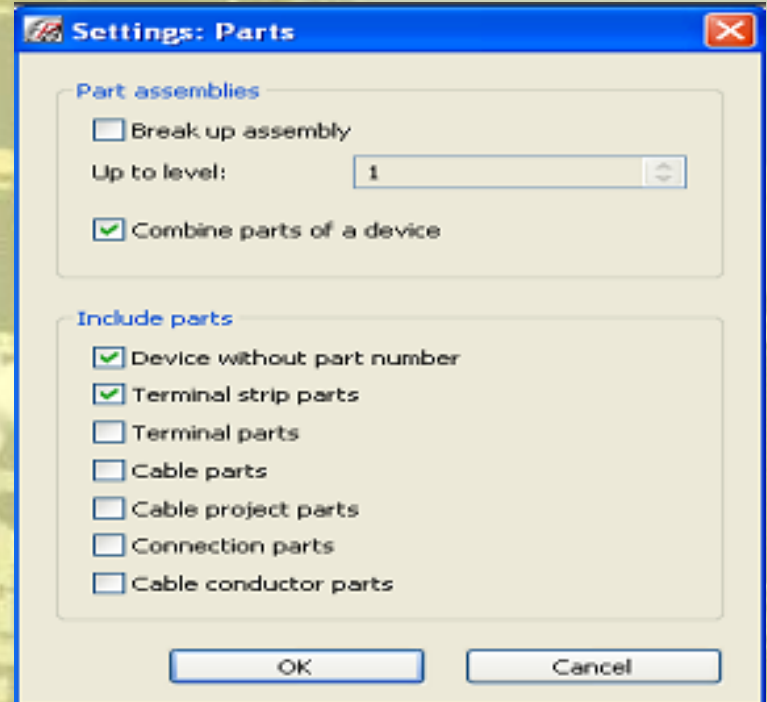 Settings: Parts
Part assemblies
Break up assembly
Up to level: 1
Combine parts of a device
Include parts
Device without part number
Terminal strip parts
Terminal parts
Cable parts
Cable project parts
Connection parts
Cable conductor parts
OK Cancel